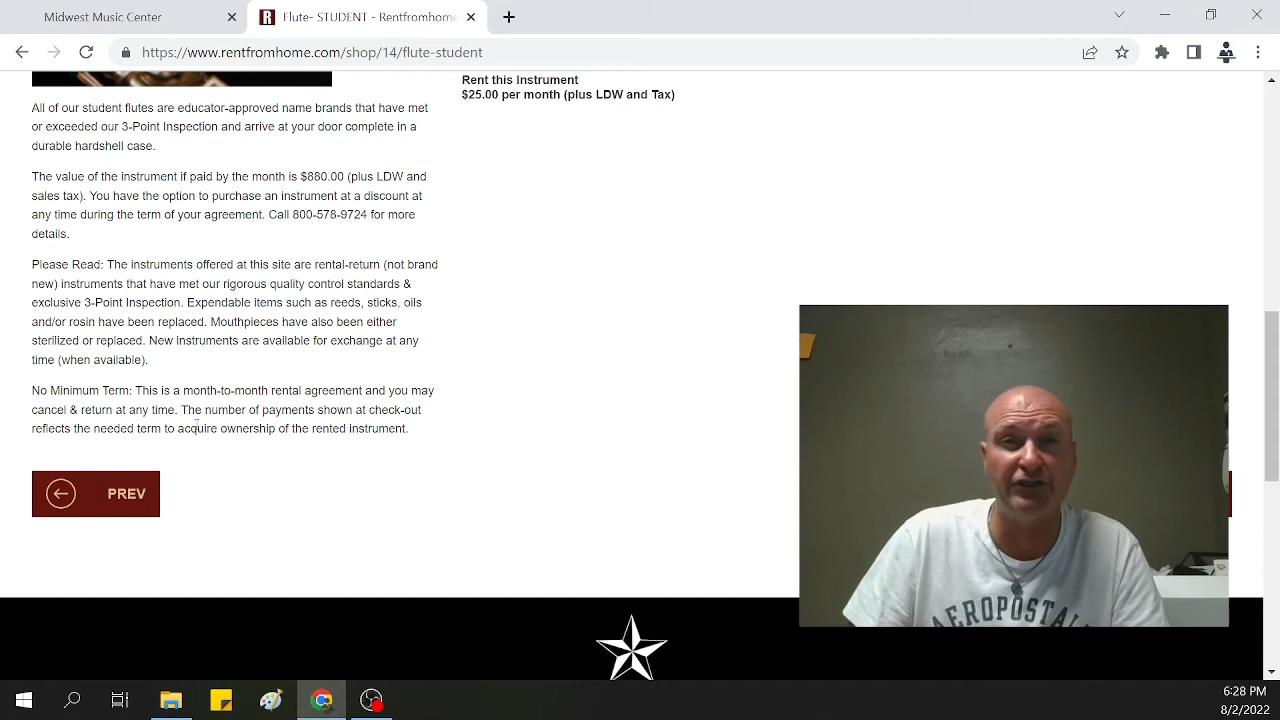 Midwest Music Center
Flute- STUDENT - Rentfromhome
https://www.rentfromhome.com/shop/14/flute-student
Rent this Instrument
$25.00 per month (plus LDW and Tax)
All of our student flutes are educator-approved name brands that have met
or exceeded our 3-Point Inspection and arrive at your door complete in a
durable hardshell case.
The value of the instrument if paid by the month is $880.00 (plus LDW and
sales tax). You have the option to purchase an instrument at a discount at
any time during the term of your agreement. Call 800-578-9724 for more
details.
Please Read: The instruments offered at this site are rental-return (not brand
new) instruments that have met our rigorous quality control standards &
exclusive 3-Point Inspection. Expendable items such as reeds, sticks, oils
and/or rosin have been replaced. Mouthpieces have also been either
sterilized or replaced. New instruments are available for exchange at any
time (when available).
No Minimum Term: This is a month-to-month rental agreement and you may
cancel & return at any time. The number of payments shown at check-out
reflects the needed term to acquire ownership of the rented instrument.
PREV
AEROPOSTALE
6:28 PM
8/2/2022